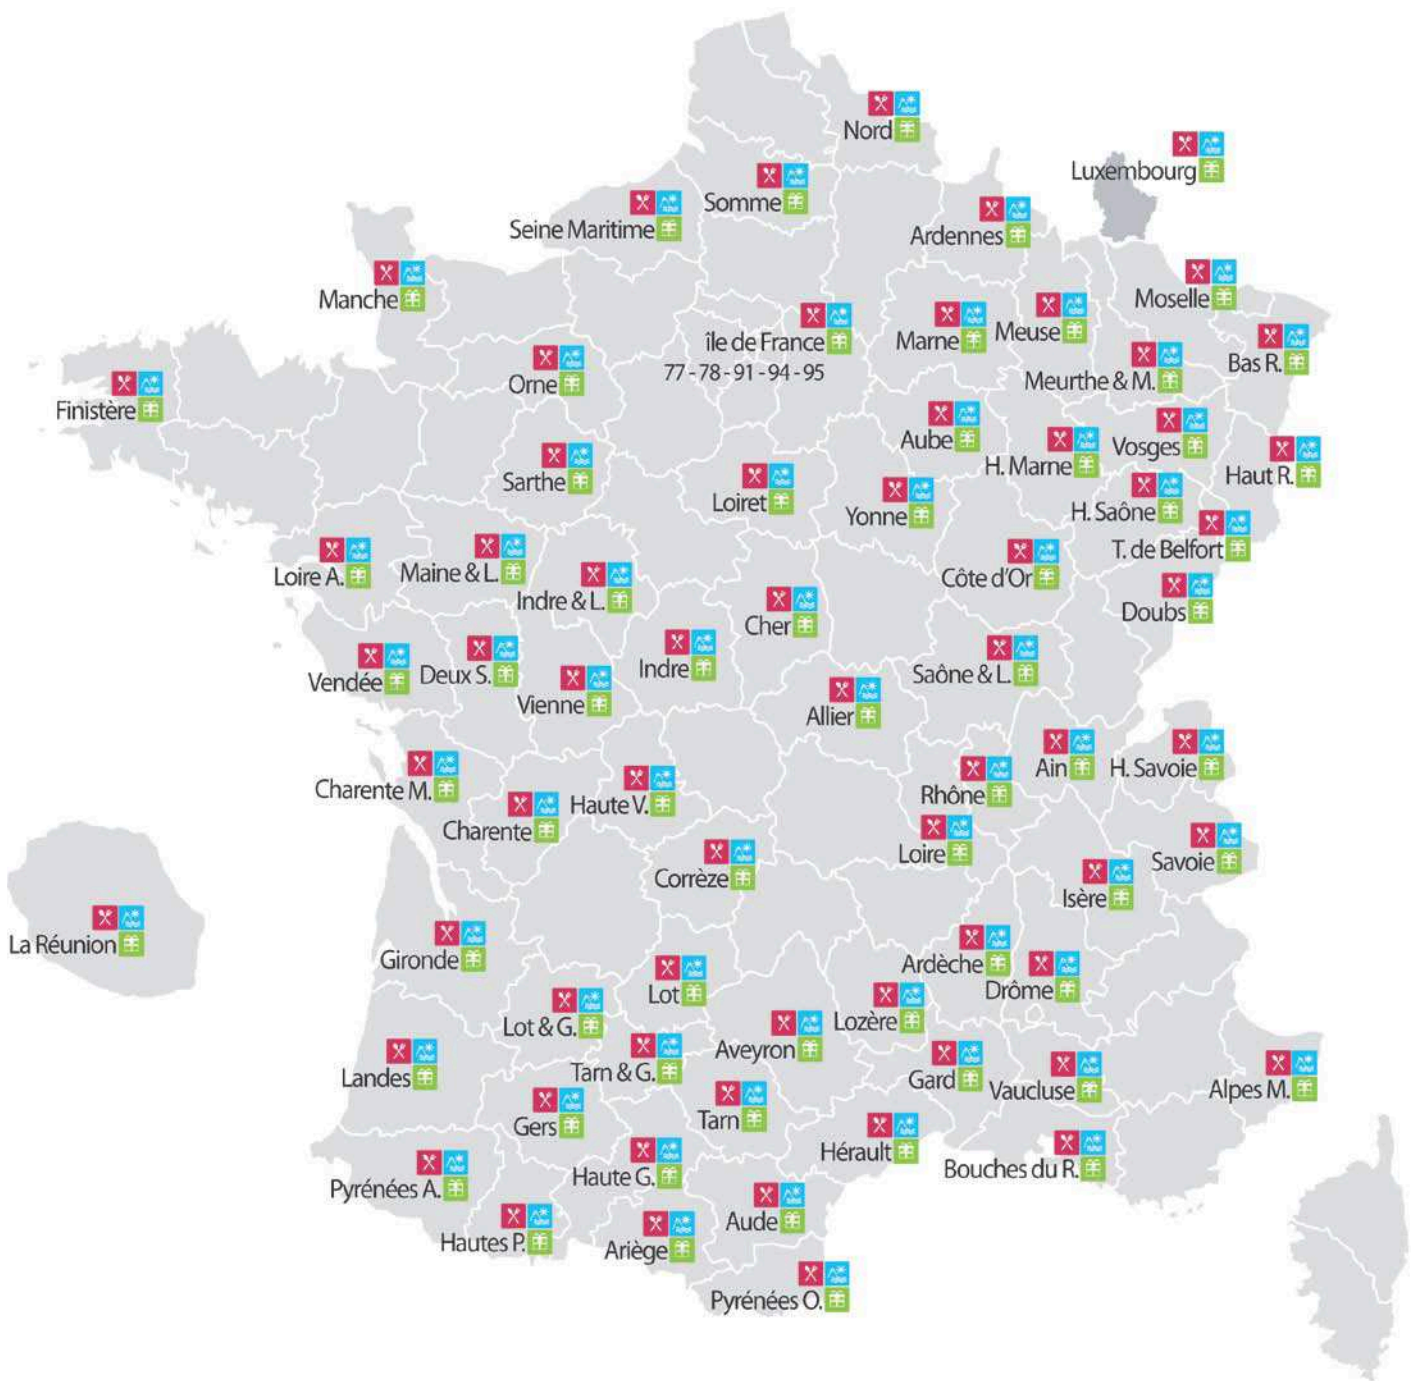 Nord
Luxembourg
Somme
Seine Maritime
Ardennes
Manche
Moselle
Marne
Meuse
île de France
77-78-91-94-95
Bas R.
Orne
Meurthe & M.
Finistère
Aube
Vosges
H. Marne
Haut R.
Sarthe
Loiret
Yonne
H. Saône
T. de Belfort
Loire A.
Maine & L.
Côte d'Or
Indre & L.
Doubs
Cher
Vendée
Deux S.
Indre
Saône & L.
Vienne
Allier
Ain
H. Savoie
Charente M.
Rhône
Haute V.
Charente
Loire
Savoie
Corrèze
Isère
La Réunion
Gironde
Ardèche
Drôme
Lot
Lot & G.
Lozère
Aveyron
Landes
Tarn & G.
Gard
Vaucluse
Alpes M.
Gers
Tarn
Hérault
Bouches du R.
Pyrénées A.
Haute G.
Aude
Hautes P.
Ariège
Pyrénées O.